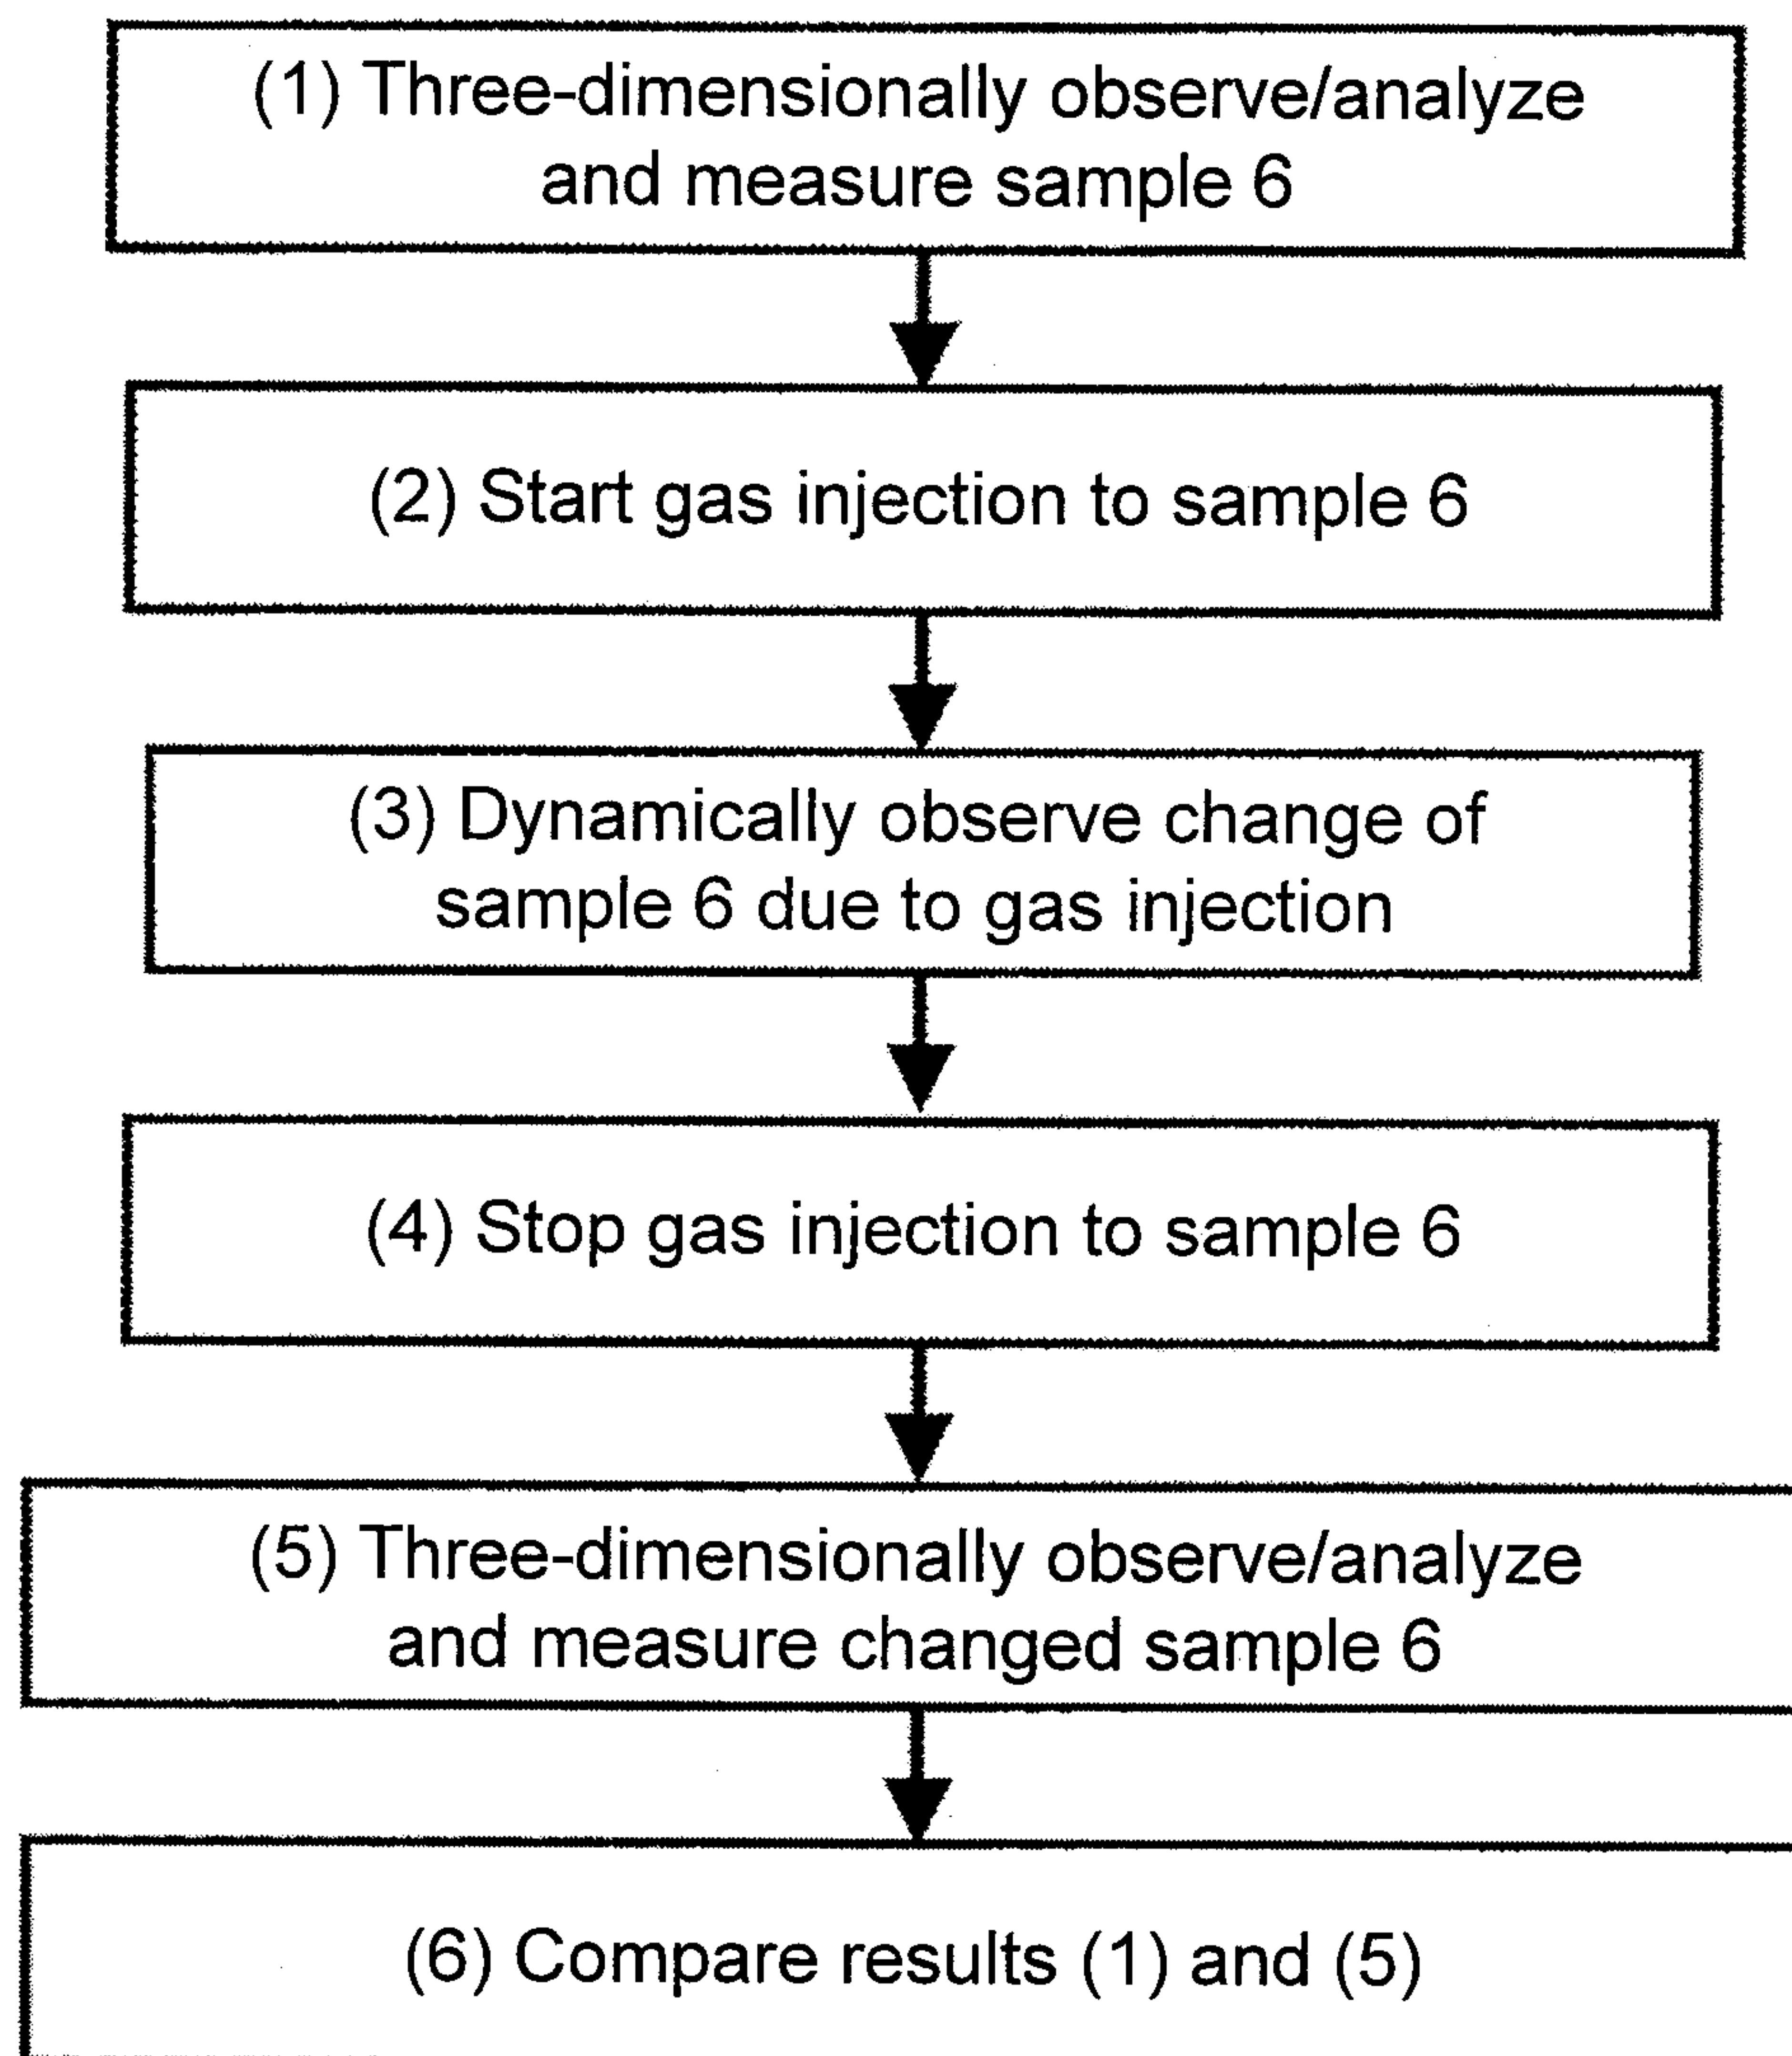 (1) Three-dimensionally observe/analyze
and measure sample 6
(2) Start gas injection to sample 6
(3) Dynamically observe change of
sample 6 due to gas injection
(4) Stop gas injection to sample 6
(5) Three-dimensionally observe/analyze
and measure changed sample 6
(6) Compare results (1) and (5)